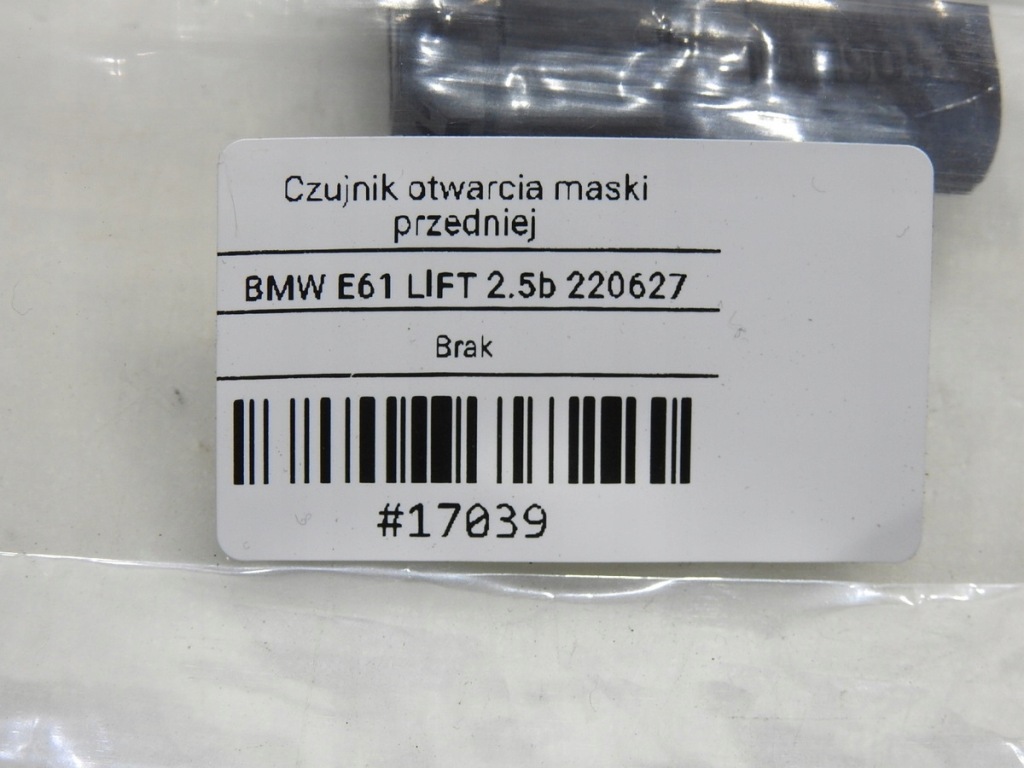 Czujnik otwarcia maski
przedniej
BMW E61 LIFT 2.5b 220627
Brak
#17039